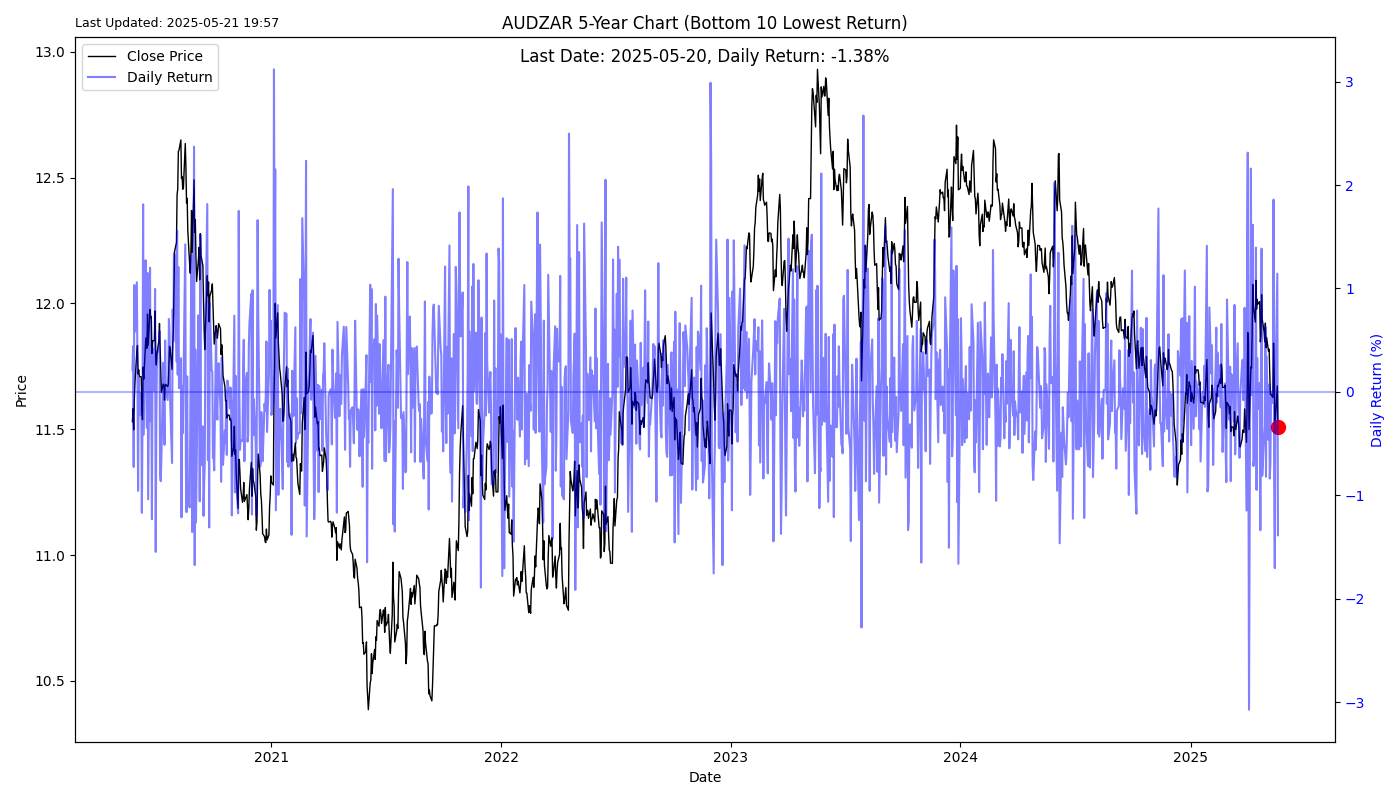 Last Updated: 2025-05-21 19:57
AUDZAR 5-Year Chart (Bottom 10 Lowest Return)
Last Date: 2025-05-20, Daily Return: -1.38%
Close Price
Daily Return
13.0
12.5
12.0
11.5
11.0
10.5
Price
3
2
1
0
−1
−2
−3
Daily Return (%)
2021
2022
2023
2024
2025
Date